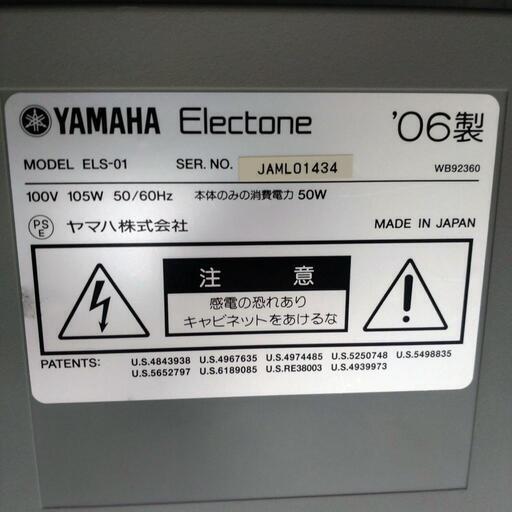 YAMAHA Electone '06製
MODEL ELS-01 SER. NO. JAML01434 WB92360
100V 105W 50/60Hz 本体のみの消費電力 50W
PS
E
ヤマハ株式会社 MADE IN JAPAN
注意
感電の恐れあり
キャビネットをあけるな
PATENTS: U.S.4843938 U.S.4967635 U.S.4974485 U.S.5250748 U.S.5498835
U.S.5652797 U.S.6189085 U.S.RE38003 U.S.4939973